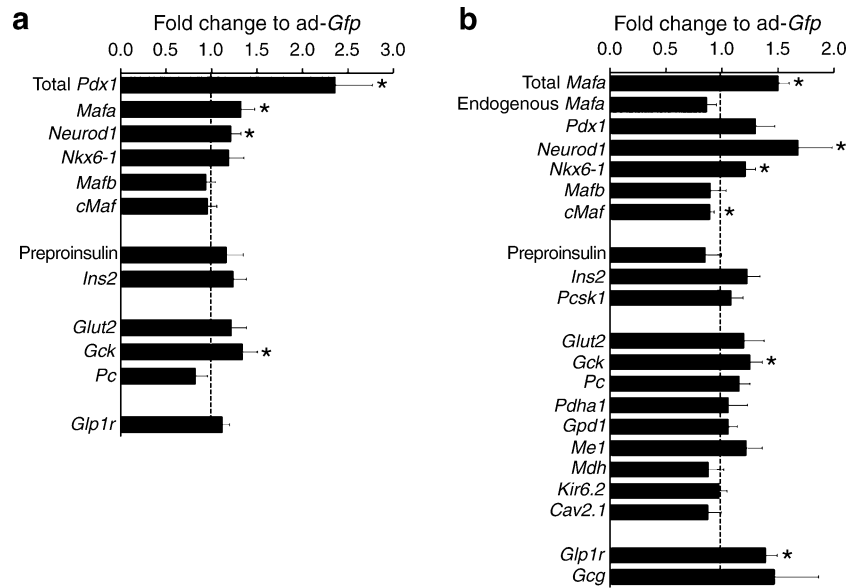 a
Fold change to ad-Gfp
0.0 0.5 1.0 1.5 2.0 2.5 3.0
Total Pdx1 *
Mafa *
Neurod1 *
Nkx6-1
Mafb
cMaf
Preproinsulin
Ins2
Glut2
Gck *
Pc
Glp1r
b
Fold change to ad-Gfp
0.0 0.5 1.0 1.5 2.0
Total Mafa *
Endogenous Mafa
Pdx1
Neurod1 *
Nkx6-1 *
Mafb
cMaf *
Preproinsulin
Ins2
Pcsk1
Glut2
Gck *
Pc
Pdha1
Gpd1
Me1
Mdh
Kir6.2
Cav2.1
Glp1r *
Gcg